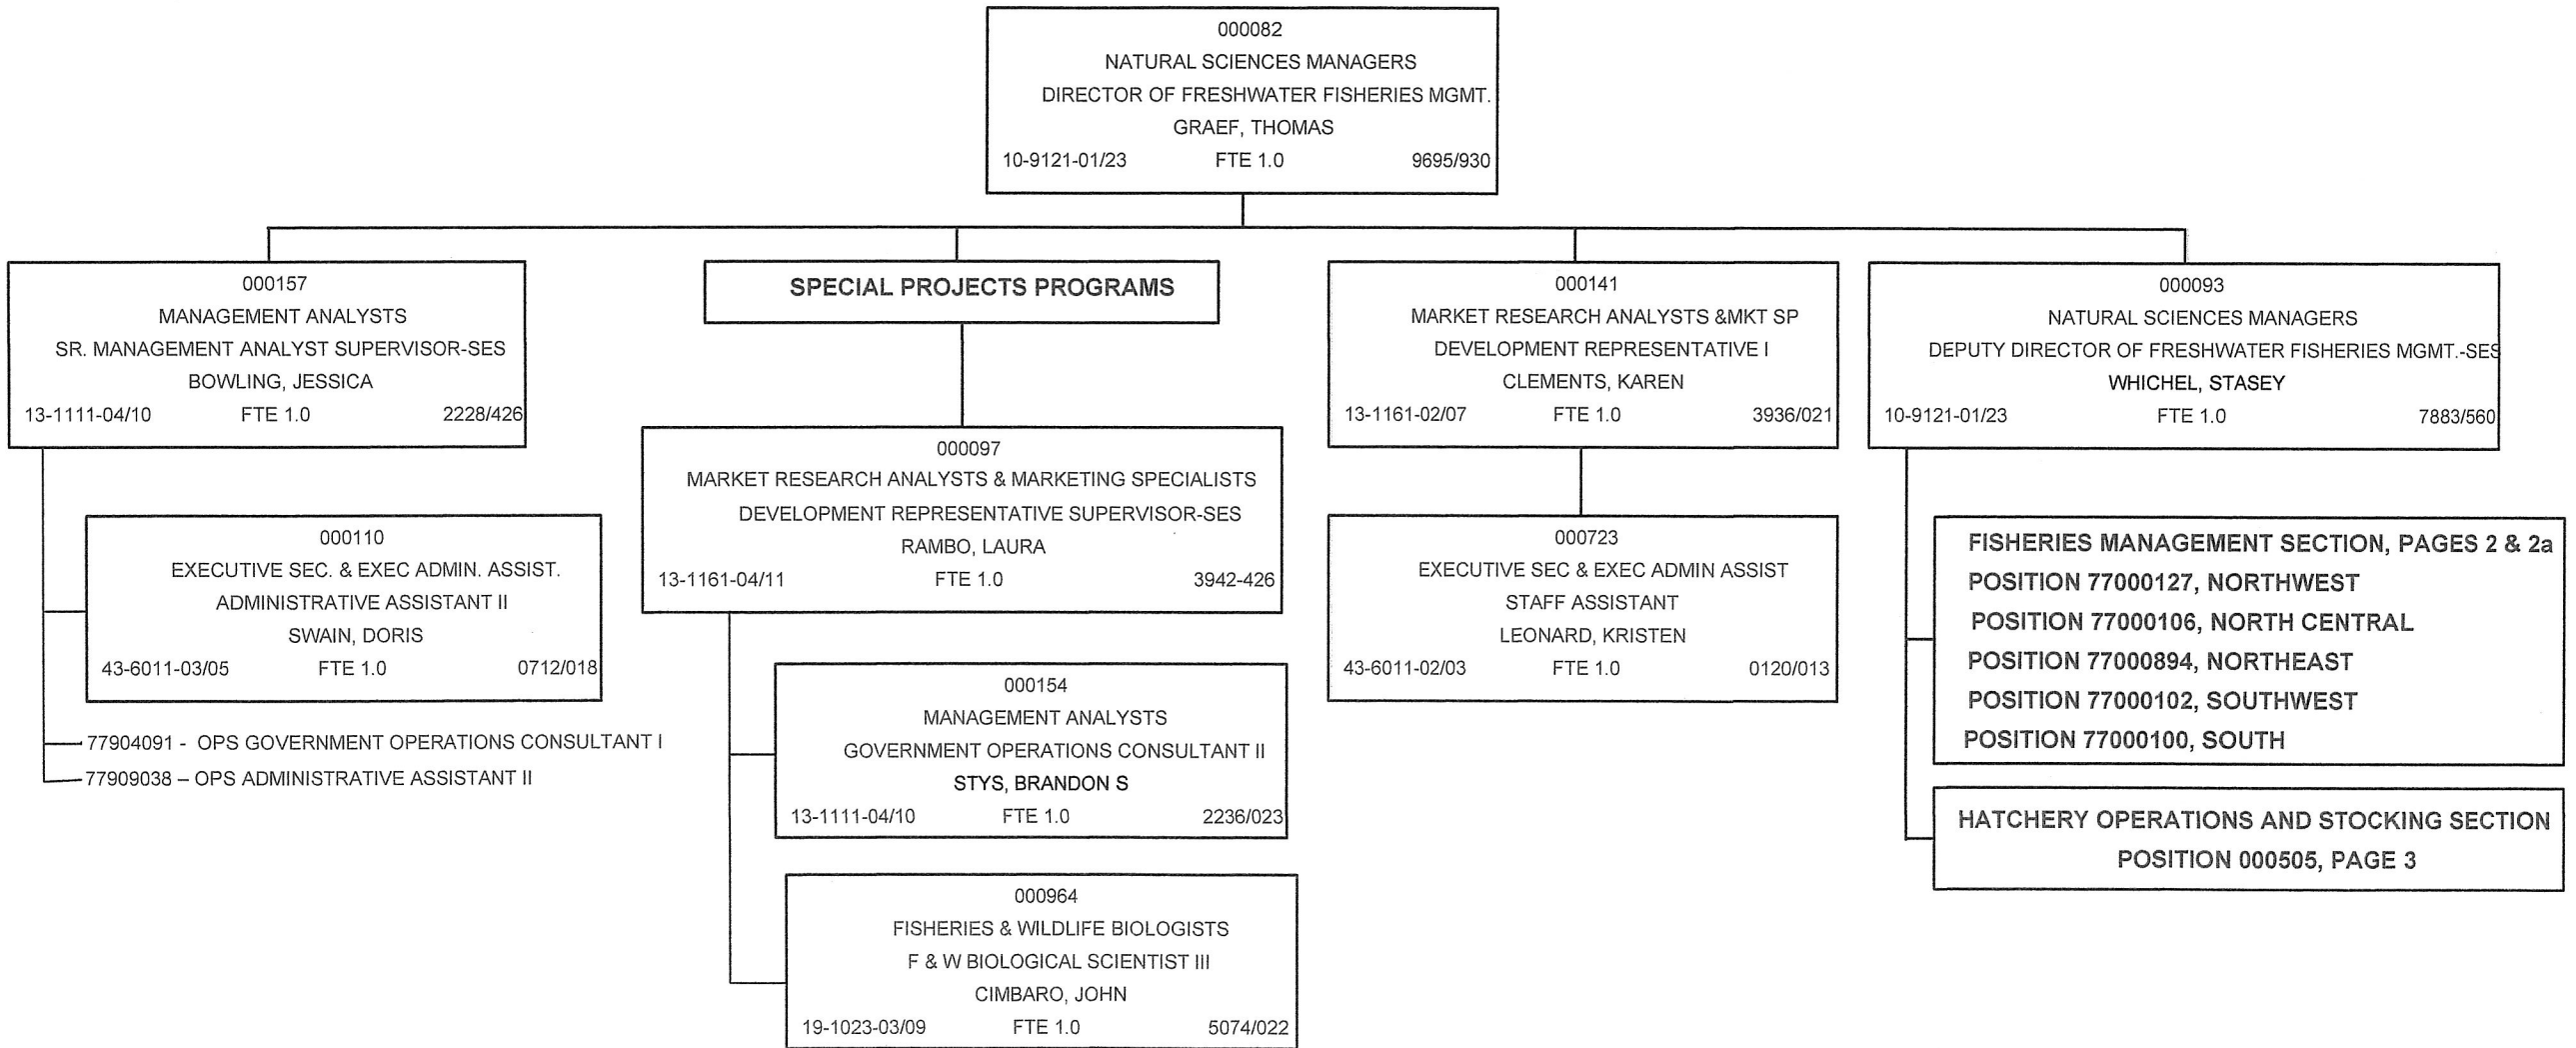 000082
NATURAL SCIENCES MANAGERS
DIRECTOR OF FRESHWATER FISHERIES MGMT.
GRAEF, THOMAS
10-9121-01/23 FTE 1.0 9695/930
000157
MANAGEMENT ANALYSTS
SR. MANAGEMENT ANALYST SUPERVISOR-SES
BOWLING, JESSICA
13-1111-04/10 FTE 1.0 2228/426
000110
EXECUTIVE SEC. & EXEC ADMIN. ASSIST.
ADMINISTRATIVE ASSISTANT II
SWAIN, DORIS
43-6011-03/05 FTE 1.0 0712/018
77904091 - OPS GOVERNMENT OPERATIONS CONSULTANT I
77909038 – OPS ADMINISTRATIVE ASSISTANT II
SPECIAL PROJECTS PROGRAMS
000097
MARKET RESEARCH ANALYSTS & MARKETING SPECIALISTS
DEVELOPMENT REPRESENTATIVE SUPERVISOR-SES
RAMBO, LAURA
13-1161-04/11 FTE 1.0 3942-426
000154
MANAGEMENT ANALYSTS
GOVERNMENT OPERATIONS CONSULTANT II
STYS, BRANDON S
13-1111-04/10 FTE 1.0 2236/023
000964
FISHERIES & WILDLIFE BIOLOGISTS
F & W BIOLOGICAL SCIENTIST III
CIMBARO, JOHN
19-1023-03/09 FTE 1.0 5074/022
000141
MARKET RESEARCH ANALYSTS &MKT SP
DEVELOPMENT REPRESENTATIVE I
CLEMENTS, KAREN
13-1161-02/07 FTE 1.0 3936/021
000723
EXECUTIVE SEC & EXEC ADMIN ASSIST
STAFF ASSISTANT
LEONARD, KRISTEN
43-6011-02/03 FTE 1.0 0120/013
000093
NATURAL SCIENCES MANAGERS
DEPUTY DIRECTOR OF FRESHWATER FISHERIES MGMT.-SES
WHICHEL, STASEY
10-9121-01/23 FTE 1.0 7883/560
FISHERIES MANAGEMENT SECTION, PAGES 2 & 2a
POSITION 77000127, NORTHWEST
POSITION 77000106, NORTH CENTRAL
POSITION 77000894, NORTHEAST
POSITION 77000102, SOUTHWEST
POSITION 77000100, SOUTH
HATCHERY OPERATIONS AND STOCKING SECTION
POSITION 000505, PAGE 3